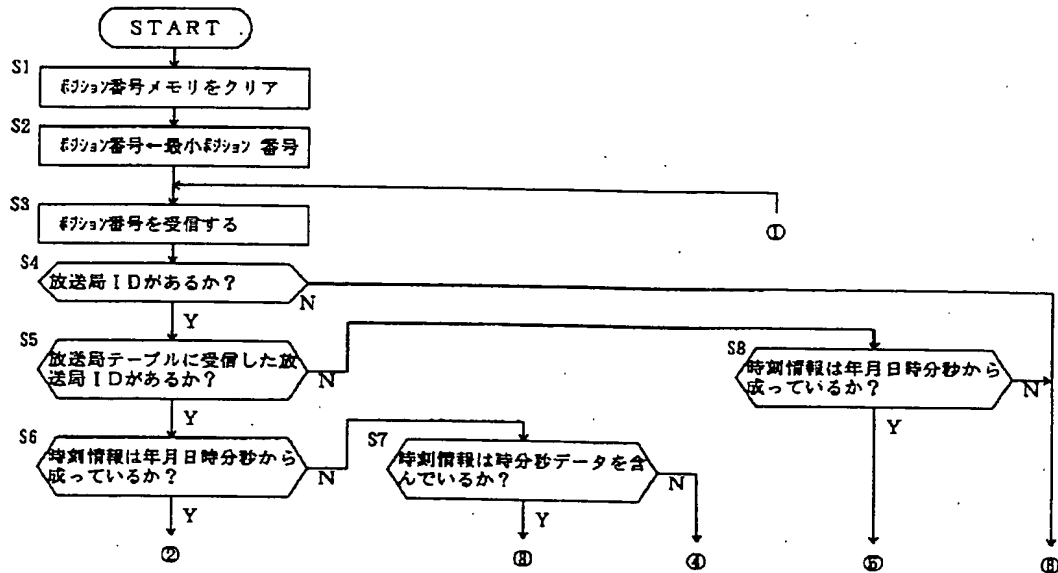 START
S1
ポジション番号メモリをクリア
S2
ポジション番号←最小ポジション 番号
S3
ポジション番号を受信する
①
S4
放送局IDがあるか?
N
Y
S5
放送局テーブルに受信した放
送局IDがあるか?
N
Y
S8
時刻情報は年月日時分秒から
成っているか?
N
Y
S6
時刻情報は年月日時分秒から
成っているか?
N
Y
S7
時刻情報は時分秒データを含
んでいるか?
N
Y
② ③ ④ ⑤ ⑥